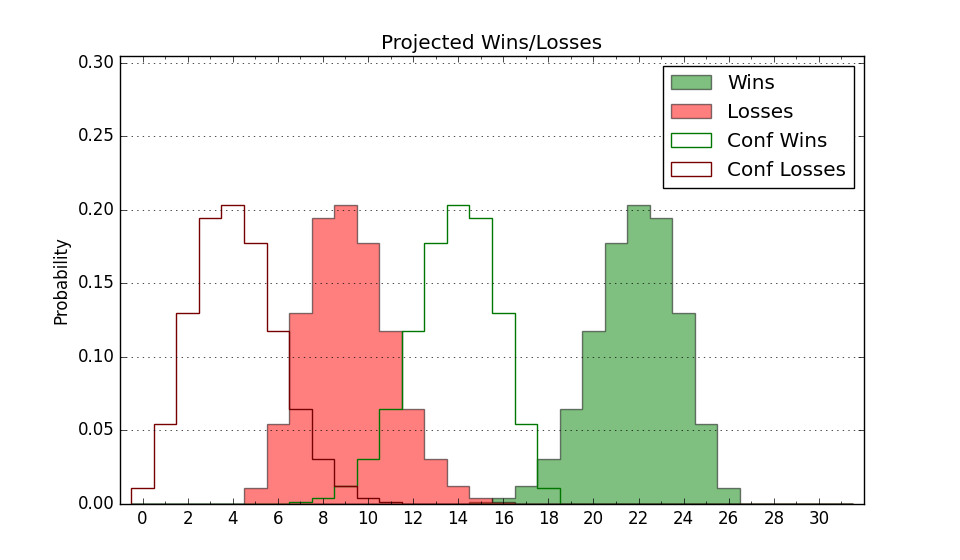 Projected Wins/Losses
0.30
0.25
0.20
0.15
0.10
0.05
0.00
Probability
Wins
Losses
Conf Wins
Conf Losses
0 2 4 6 8 10 12 14 16 18 20 22 24 26 28 30